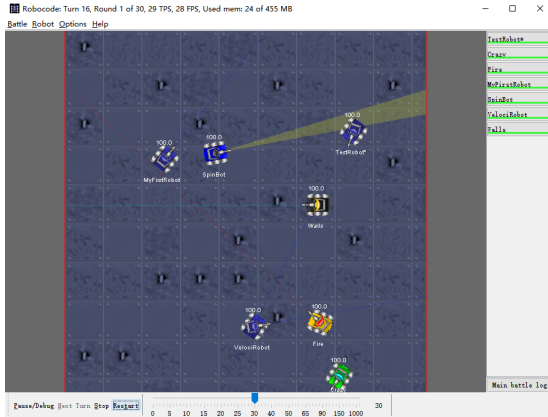 Robocode: Turn 16, Round 1 of 30, 29 TPS, 28 FPS, Used mem: 24 of 455 MB
Battle Robot Options Help
TestRobot*
Crazy
Fire
MyFirstRobot
SpinBot
VelociRobot
Walls
100.0
TestRobot*
100.0
SpinBot
100.0
MyFirstRobot
100.0
Walls
100.0
VelociRobot
100.0
Fire
100.0
Main battle log
Pause/Debug Next Turn Stop Restart
0 5 10 15 20 25 30 40 50 65 90 150 1000
30